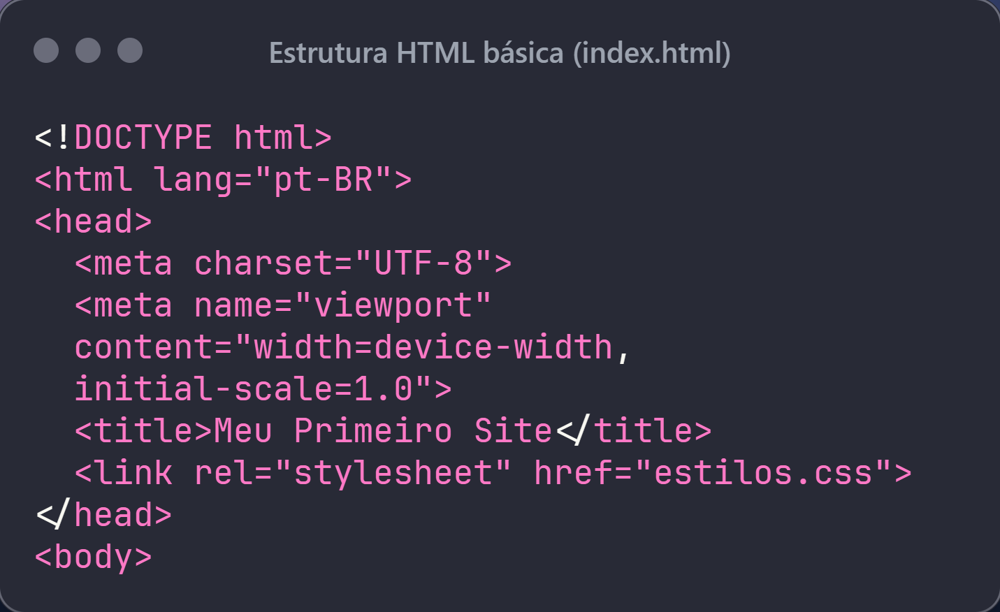 Estrutura HTML básica (index.html)
<!DOCTYPE html>
<html lang="pt-BR">
<head>
  <meta charset="UTF-8">
  <meta name="viewport"
  content="width=device-width,
  initial-scale=1.0">
  <title>Meu Primeiro Site</title>
  <link rel="stylesheet" href="estilos.css">
</head>
<body>